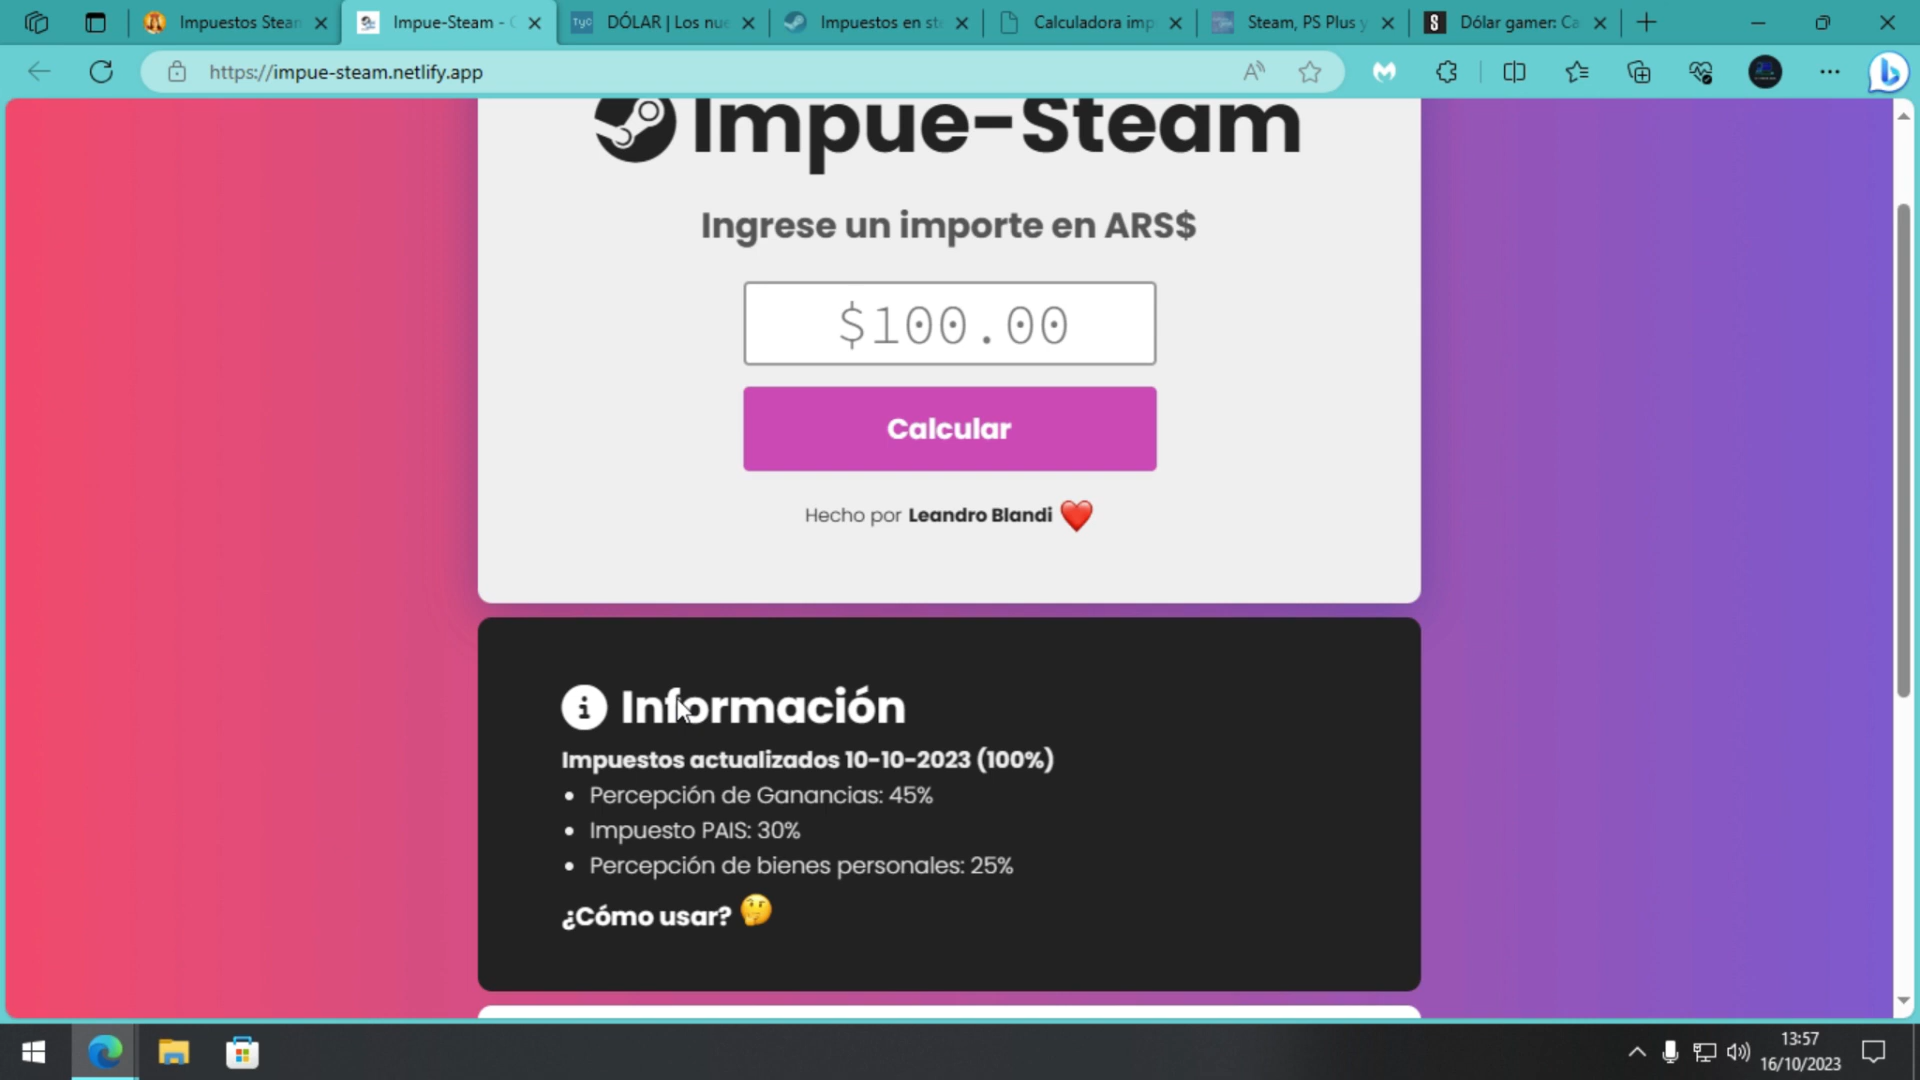 Impuestos Steam
Impue-Steam -
DÓLAR | Los nue
Impuestos en st
Calculadora imp
Steam, PS Plus y
Dólar gamer: Ca
https://impue-steam.netlify.app
Impue-Steam
Ingrese un importe en ARS$
$100.00
Calcular
Hecho por Leandro Blandi
Información
Impuestos actualizados 10-10-2023 (100%)
• Percepción de Ganancias: 45%
• Impuesto PAIS: 30%
• Percepción de bienes personales: 25%
¿Cómo usar?
13:57
16/10/2023